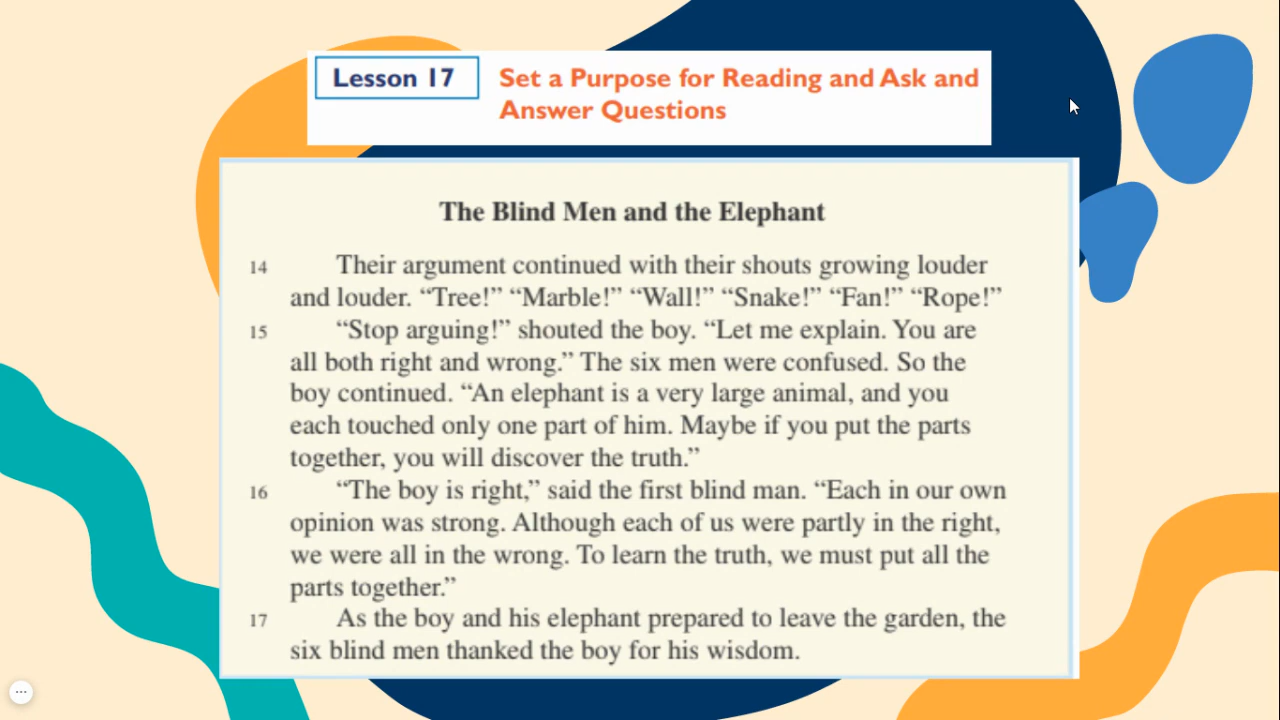 Lesson 17
Set a Purpose for Reading and Ask and
Answer Questions
The Blind Men and the Elephant
14 Their argument continued with their shouts growing louder
and louder. “Tree!” “Marble!” “Wall!” “Snake!” “Fan!” “Rope!”
15 “Stop arguing!” shouted the boy. “Let me explain. You are
all both right and wrong.” The six men were confused. So the
boy continued. “An elephant is a very large animal, and you
each touched only one part of him. Maybe if you put the parts
together, you will discover the truth.”
16 “The boy is right,” said the first blind man. “Each in our own
opinion was strong. Although each of us were partly in the right,
we were all in the wrong. To learn the truth, we must put all the
parts together.”
17 As the boy and his elephant prepared to leave the garden, the
six blind men thanked the boy for his wisdom.